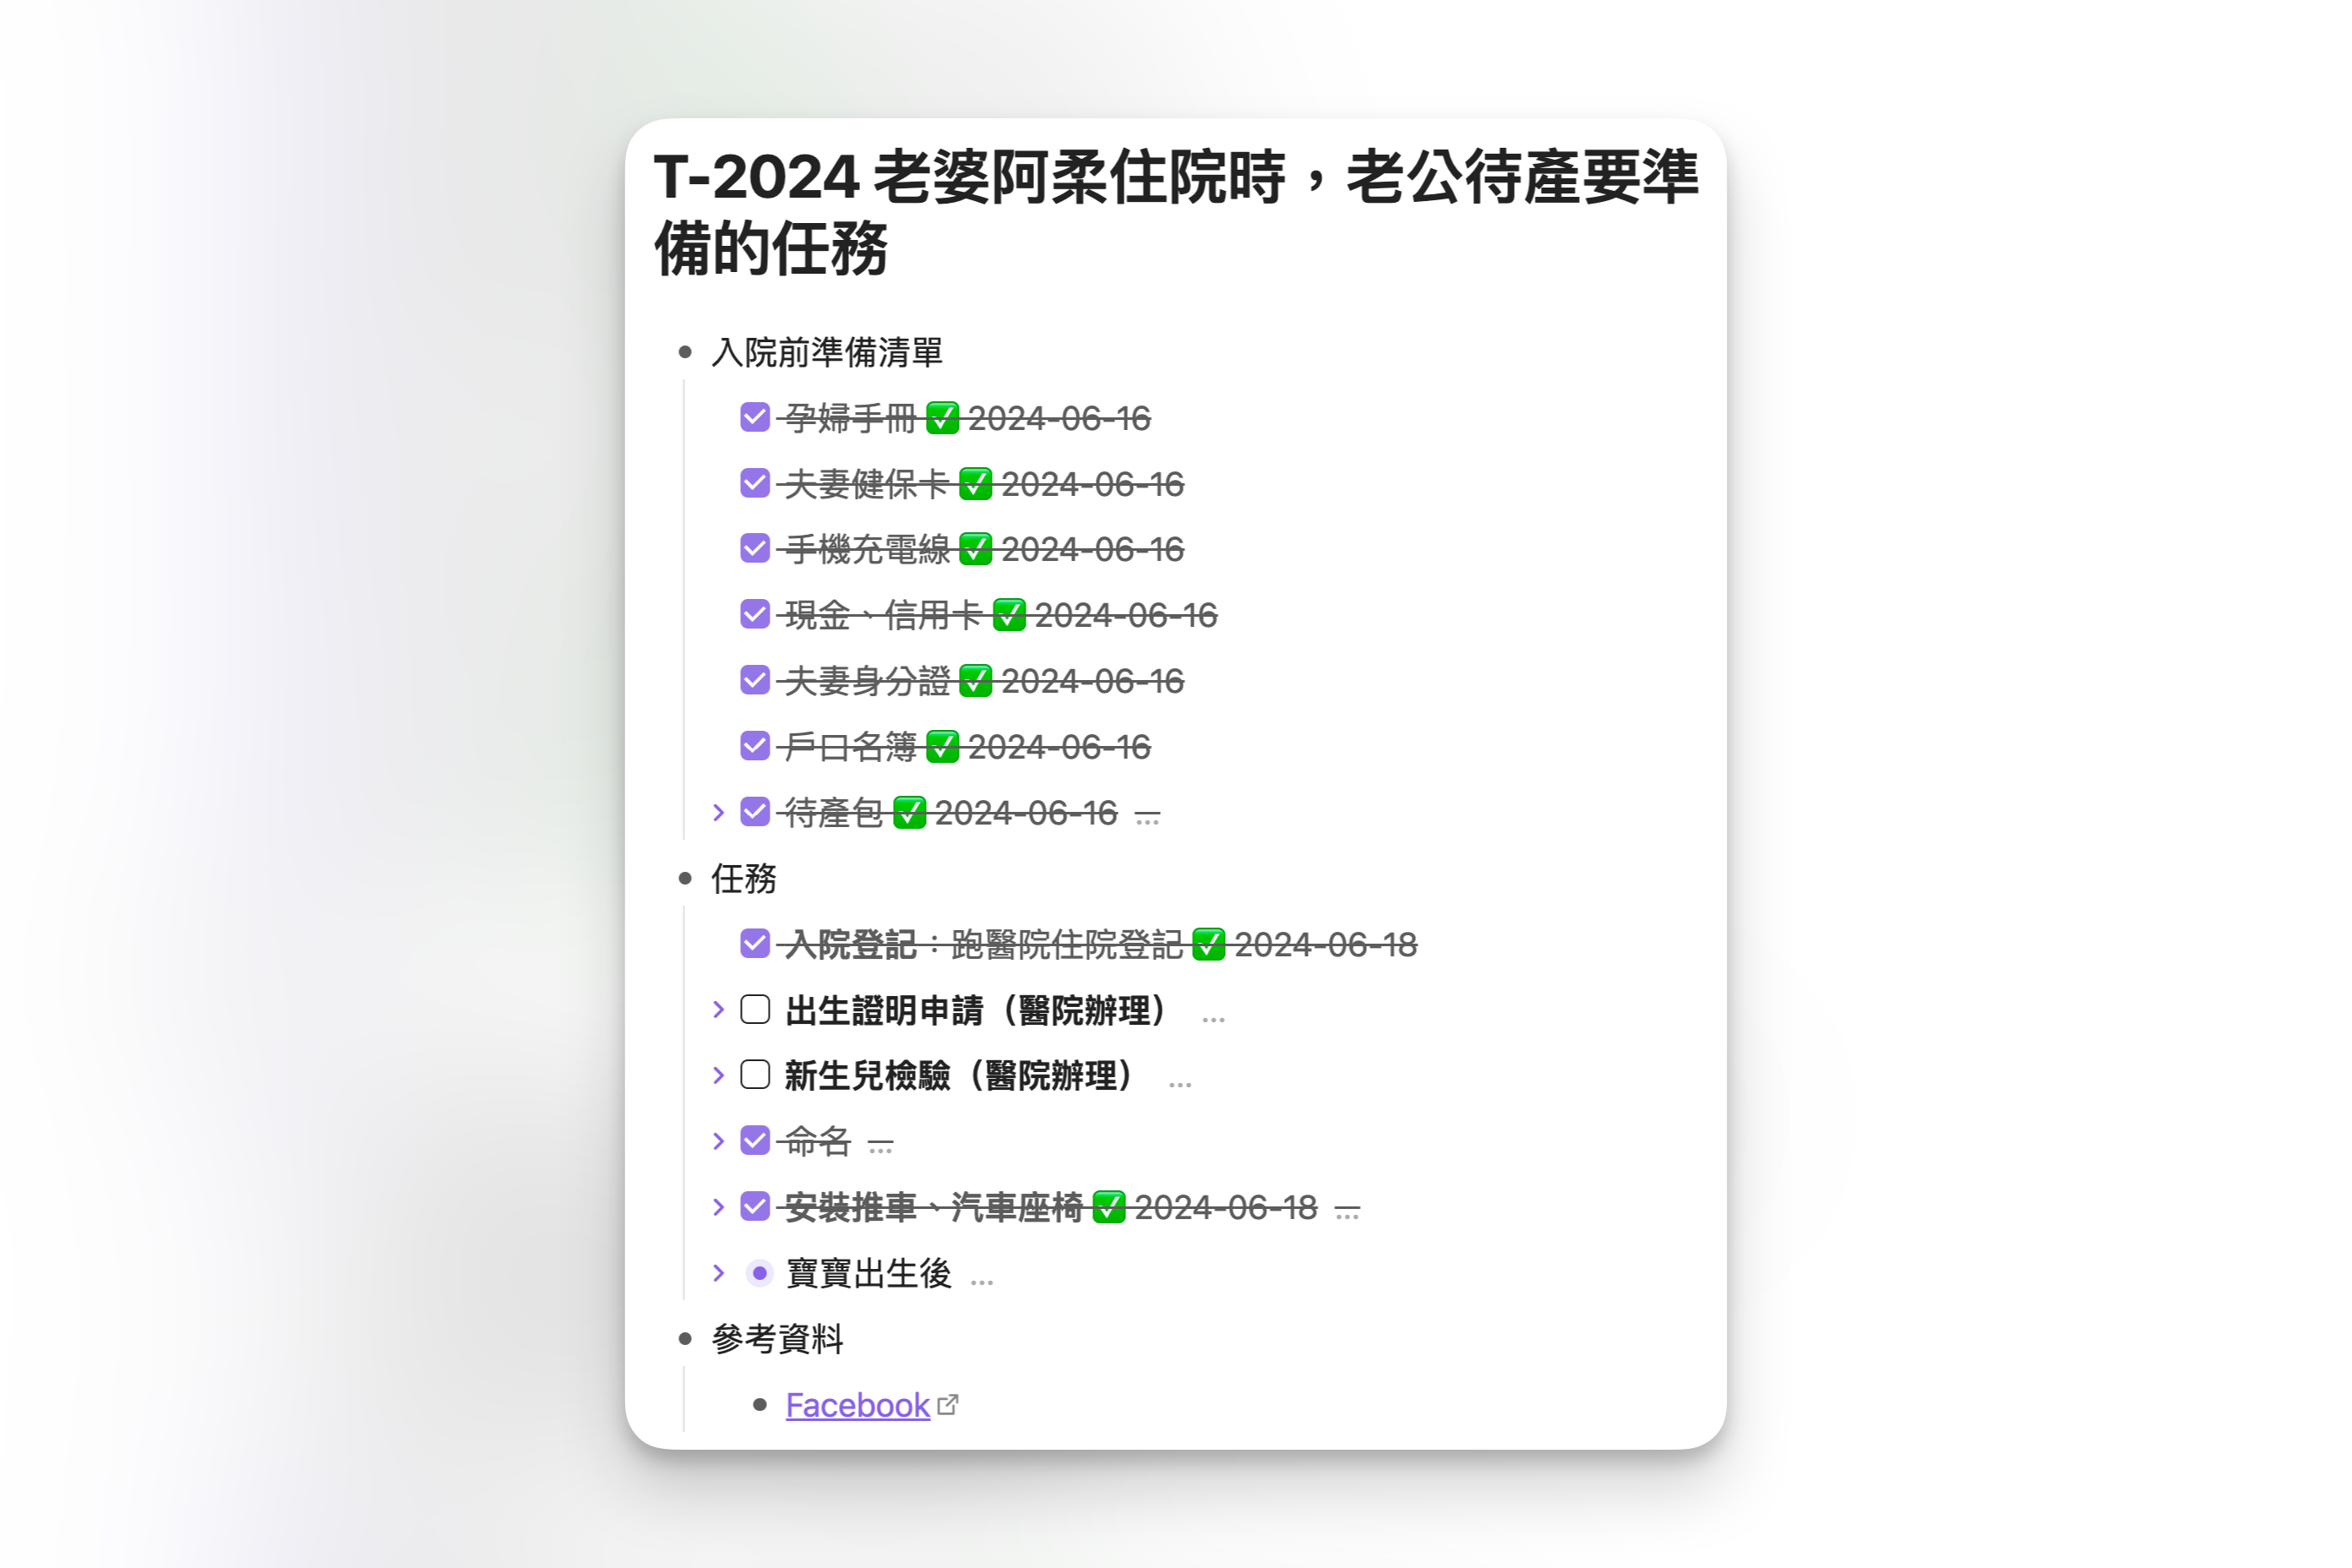 T-2024 老婆阿柔住院時，老公待產要準
備的任務
入院前準備清單
孕婦手冊 ✅ 2024-06-16
夫妻健保卡 ✅ 2024-06-16
手機充電線 ✅ 2024-06-16
現金、信用卡 ✅ 2024-06-16
夫妻身分證 ✅ 2024-06-16
戶口名簿 ✅ 2024-06-16
待產包 ✅ 2024-06-16 ...
任務
入院登記：跑醫院住院登記 ✅ 2024-06-18
出生證明申請（醫院辦理） ...
新生兒檢驗（醫院辦理） ...
命名 ...
安裝推車、汽車座椅 ✅ 2024-06-18 ...
寶寶出生後 ...
參考資料
Facebook